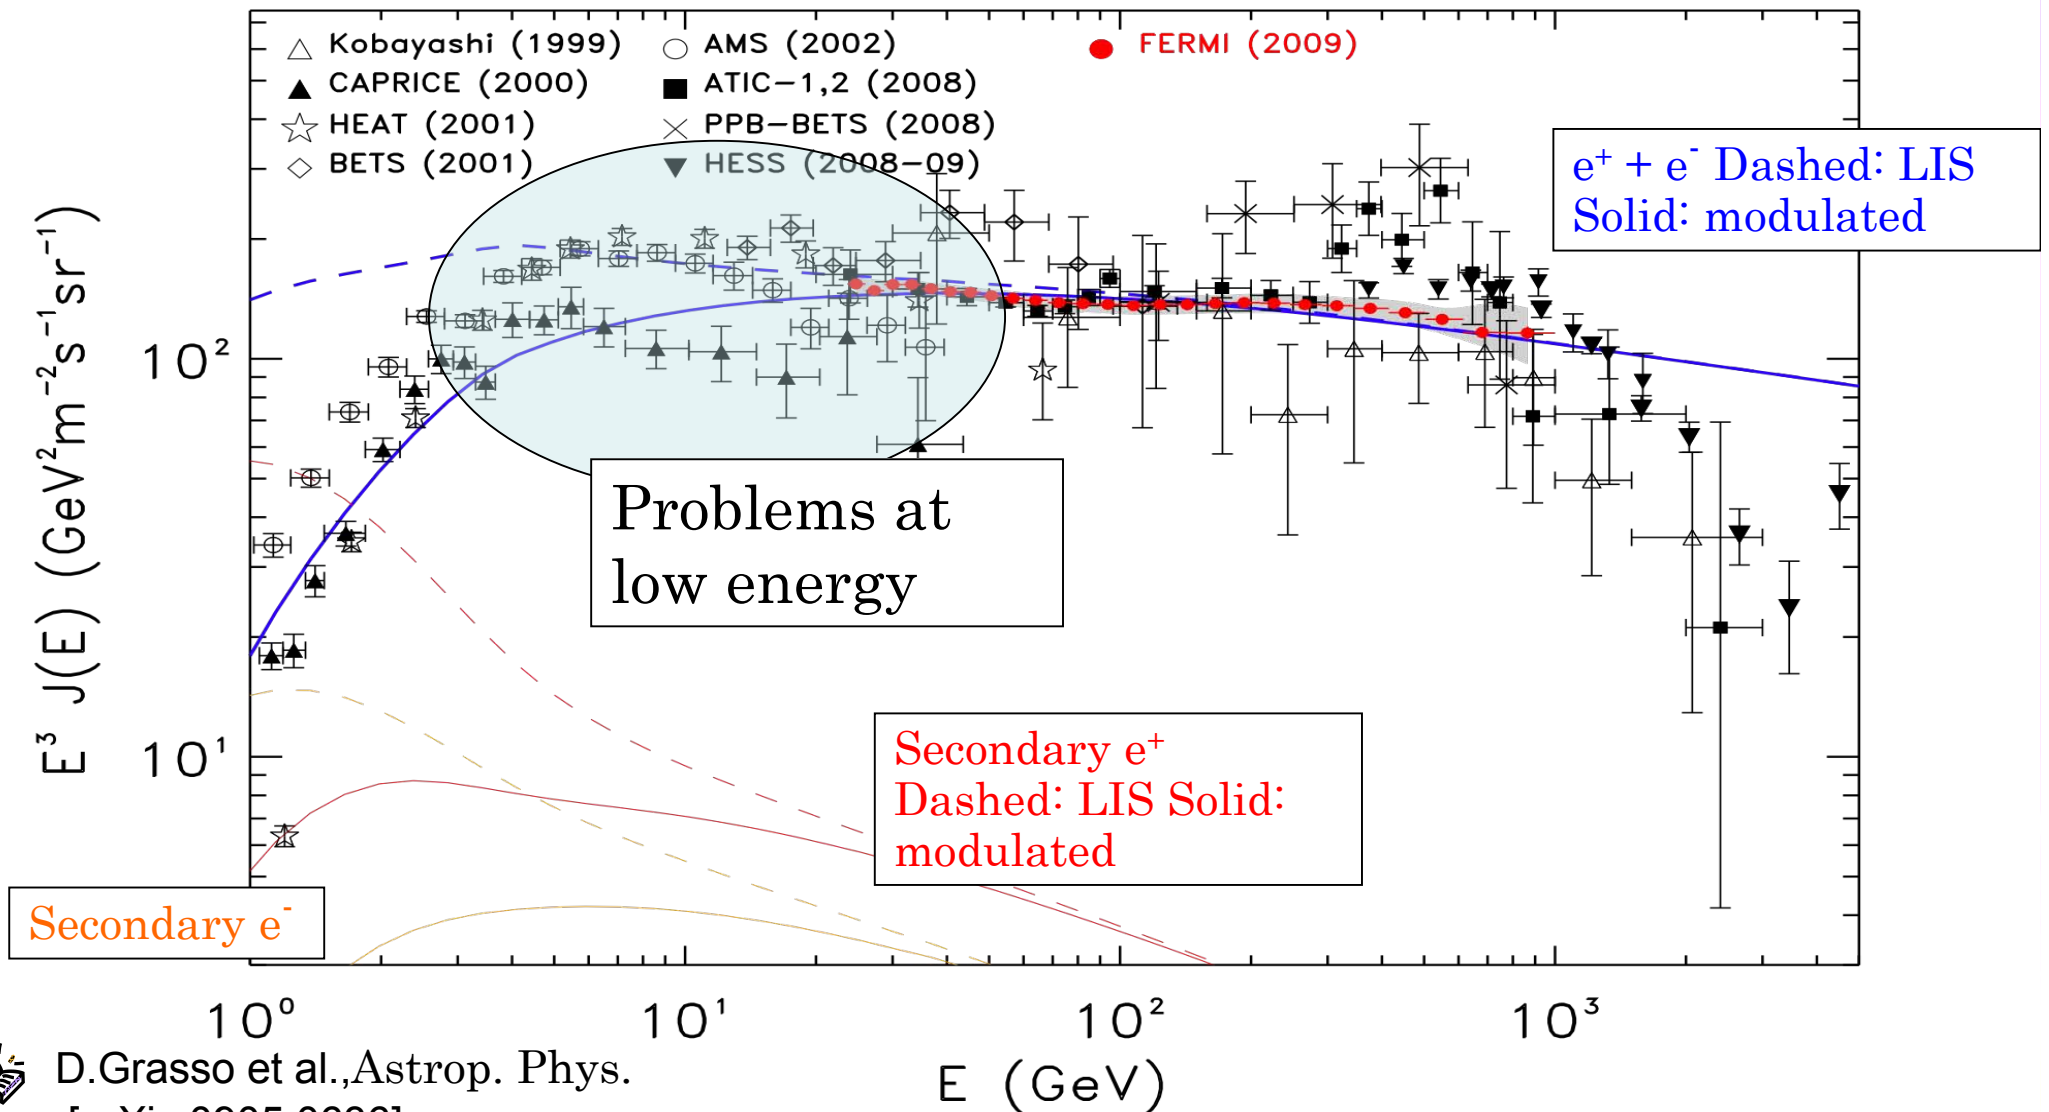 Kobayashi (1999)
CAPRICE (2000)
HEAT (2001)
BETS (2001)
AMS (2002)
ATIC-1,2 (2008)
PPB-BETS (2008)
HESS (2008-09)
FERMI (2009)
e⁺ + e⁻ Dashed: LIS
Solid: modulated
Problems at
low energy
Secondary e⁺
Dashed: LIS Solid:
modulated
Secondary e⁻
E³ J(E) (GeV²m⁻²s⁻¹sr⁻¹)
10²
10¹
10⁰ 10¹ 10² 10³
E (GeV)
D.Grasso et al.,Astrop. Phys.